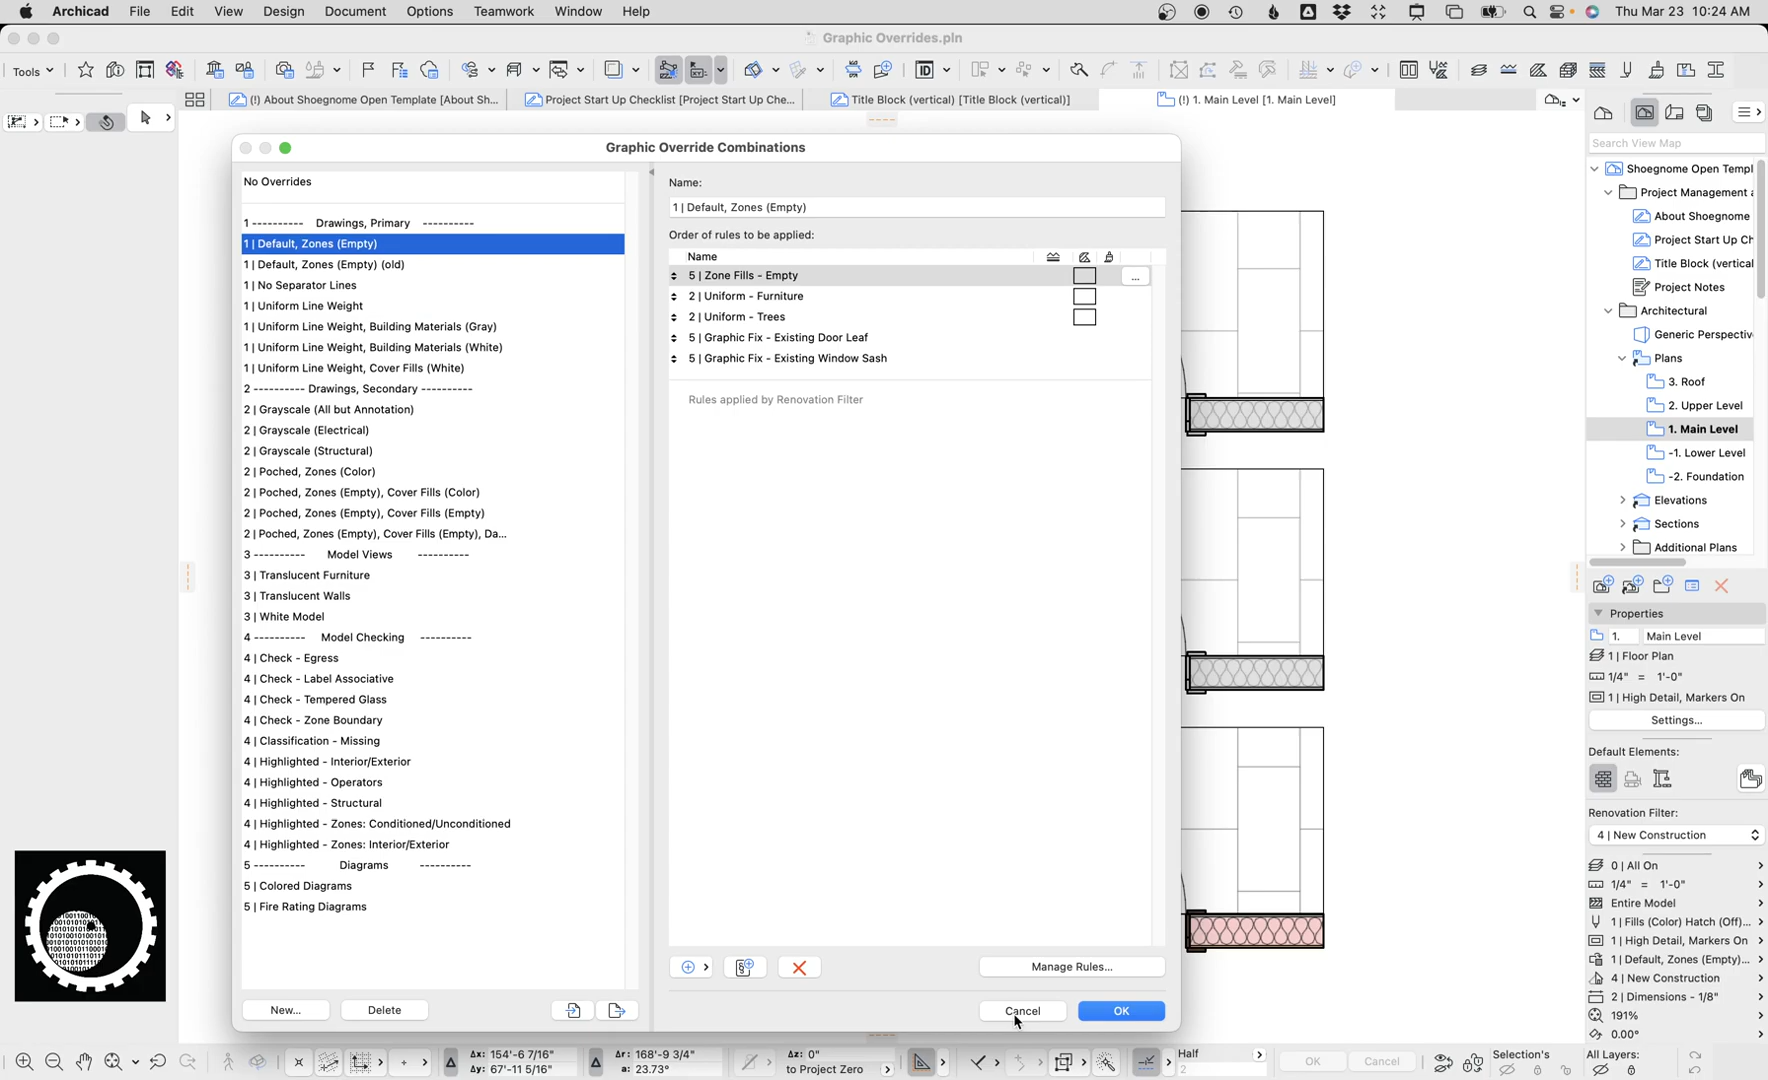 Archicad File Edit View Design Document Options Teamwork Window Help Thu Mar 23 10:24 AM
Graphic Overrides.pln
Tools
(!) About Shoegnome Open Template [About Sh... Project Start Up Checklist [Project Start Up Che... Title Block (vertical) [Title Block (vertical)] (!) 1. Main Level [1. Main Level]
Graphic Override Combinations
No Overrides
1 ---------- Drawings, Primary ----------
1 | Default, Zones (Empty)
1 | Default, Zones (Empty) (old)
1 | No Separator Lines
1 | Uniform Line Weight
1 | Uniform Line Weight, Building Materials (Gray)
1 | Uniform Line Weight, Building Materials (White)
1 | Uniform Line Weight, Cover Fills (White)
2 ---------- Drawings, Secondary ----------
2 | Grayscale (All but Annotation)
2 | Grayscale (Electrical)
2 | Grayscale (Structural)
2 | Poched, Zones (Color)
2 | Poched, Zones (Empty), Cover Fills (Color)
2 | Poched, Zones (Empty), Cover Fills (Empty)
2 | Poched, Zones (Empty), Cover Fills (Empty), Da...
3 ---------- Model Views ----------
3 | Translucent Furniture
3 | Translucent Walls
3 | White Model
4 ---------- Model Checking ----------
4 | Check - Egress
4 | Check - Label Associative
4 | Check - Tempered Glass
4 | Check - Zone Boundary
4 | Classification - Missing
4 | Highlighted - Interior/Exterior
4 | Highlighted - Operators
4 | Highlighted - Structural
4 | Highlighted - Zones: Conditioned/Unconditioned
4 | Highlighted - Zones: Interior/Exterior
5 ---------- Diagrams ----------
5 | Colored Diagrams
5 | Fire Rating Diagrams
New... Delete
Name:
1 | Default, Zones (Empty)
Order of rules to be applied:
Name
5 | Zone Fills - Empty ...
2 | Uniform - Furniture
2 | Uniform - Trees
5 | Graphic Fix - Existing Door Leaf
5 | Graphic Fix - Existing Window Sash
Rules applied by Renovation Filter
Manage Rules...
Cancel OK
Search View Map
Shoegnome Open Templ
Project Management a
About Shoegnome
Project Start Up Ch
Title Block (vertical
Project Notes
Architectural
Generic Perspectiv
Plans
3. Roof
2. Upper Level
1. Main Level
-1. Lower Level
-2. Foundation
Elevations
Sections
Additional Plans
Properties
1. Main Level
1 | Floor Plan
1/4" = 1'-0"
1 | High Detail, Markers On
Settings...
Default Elements:
Renovation Filter:
4 | New Construction
0 | All On
1/4" = 1'-0"
Entire Model
1 | Fills (Color) Hatch (Off)...
1 | High Detail, Markers On
1 | Default, Zones (Empty)...
4 | New Construction
2 | Dimensions - 1/8"
191%
0.00°
Δx: 154'-6 7/16" Δr: 168'-9 3/4" Δz: 0" Half OK Cancel Selection's All Layers:
Δy: 67'-11 5/16" a: 23.73° to Project Zero 2